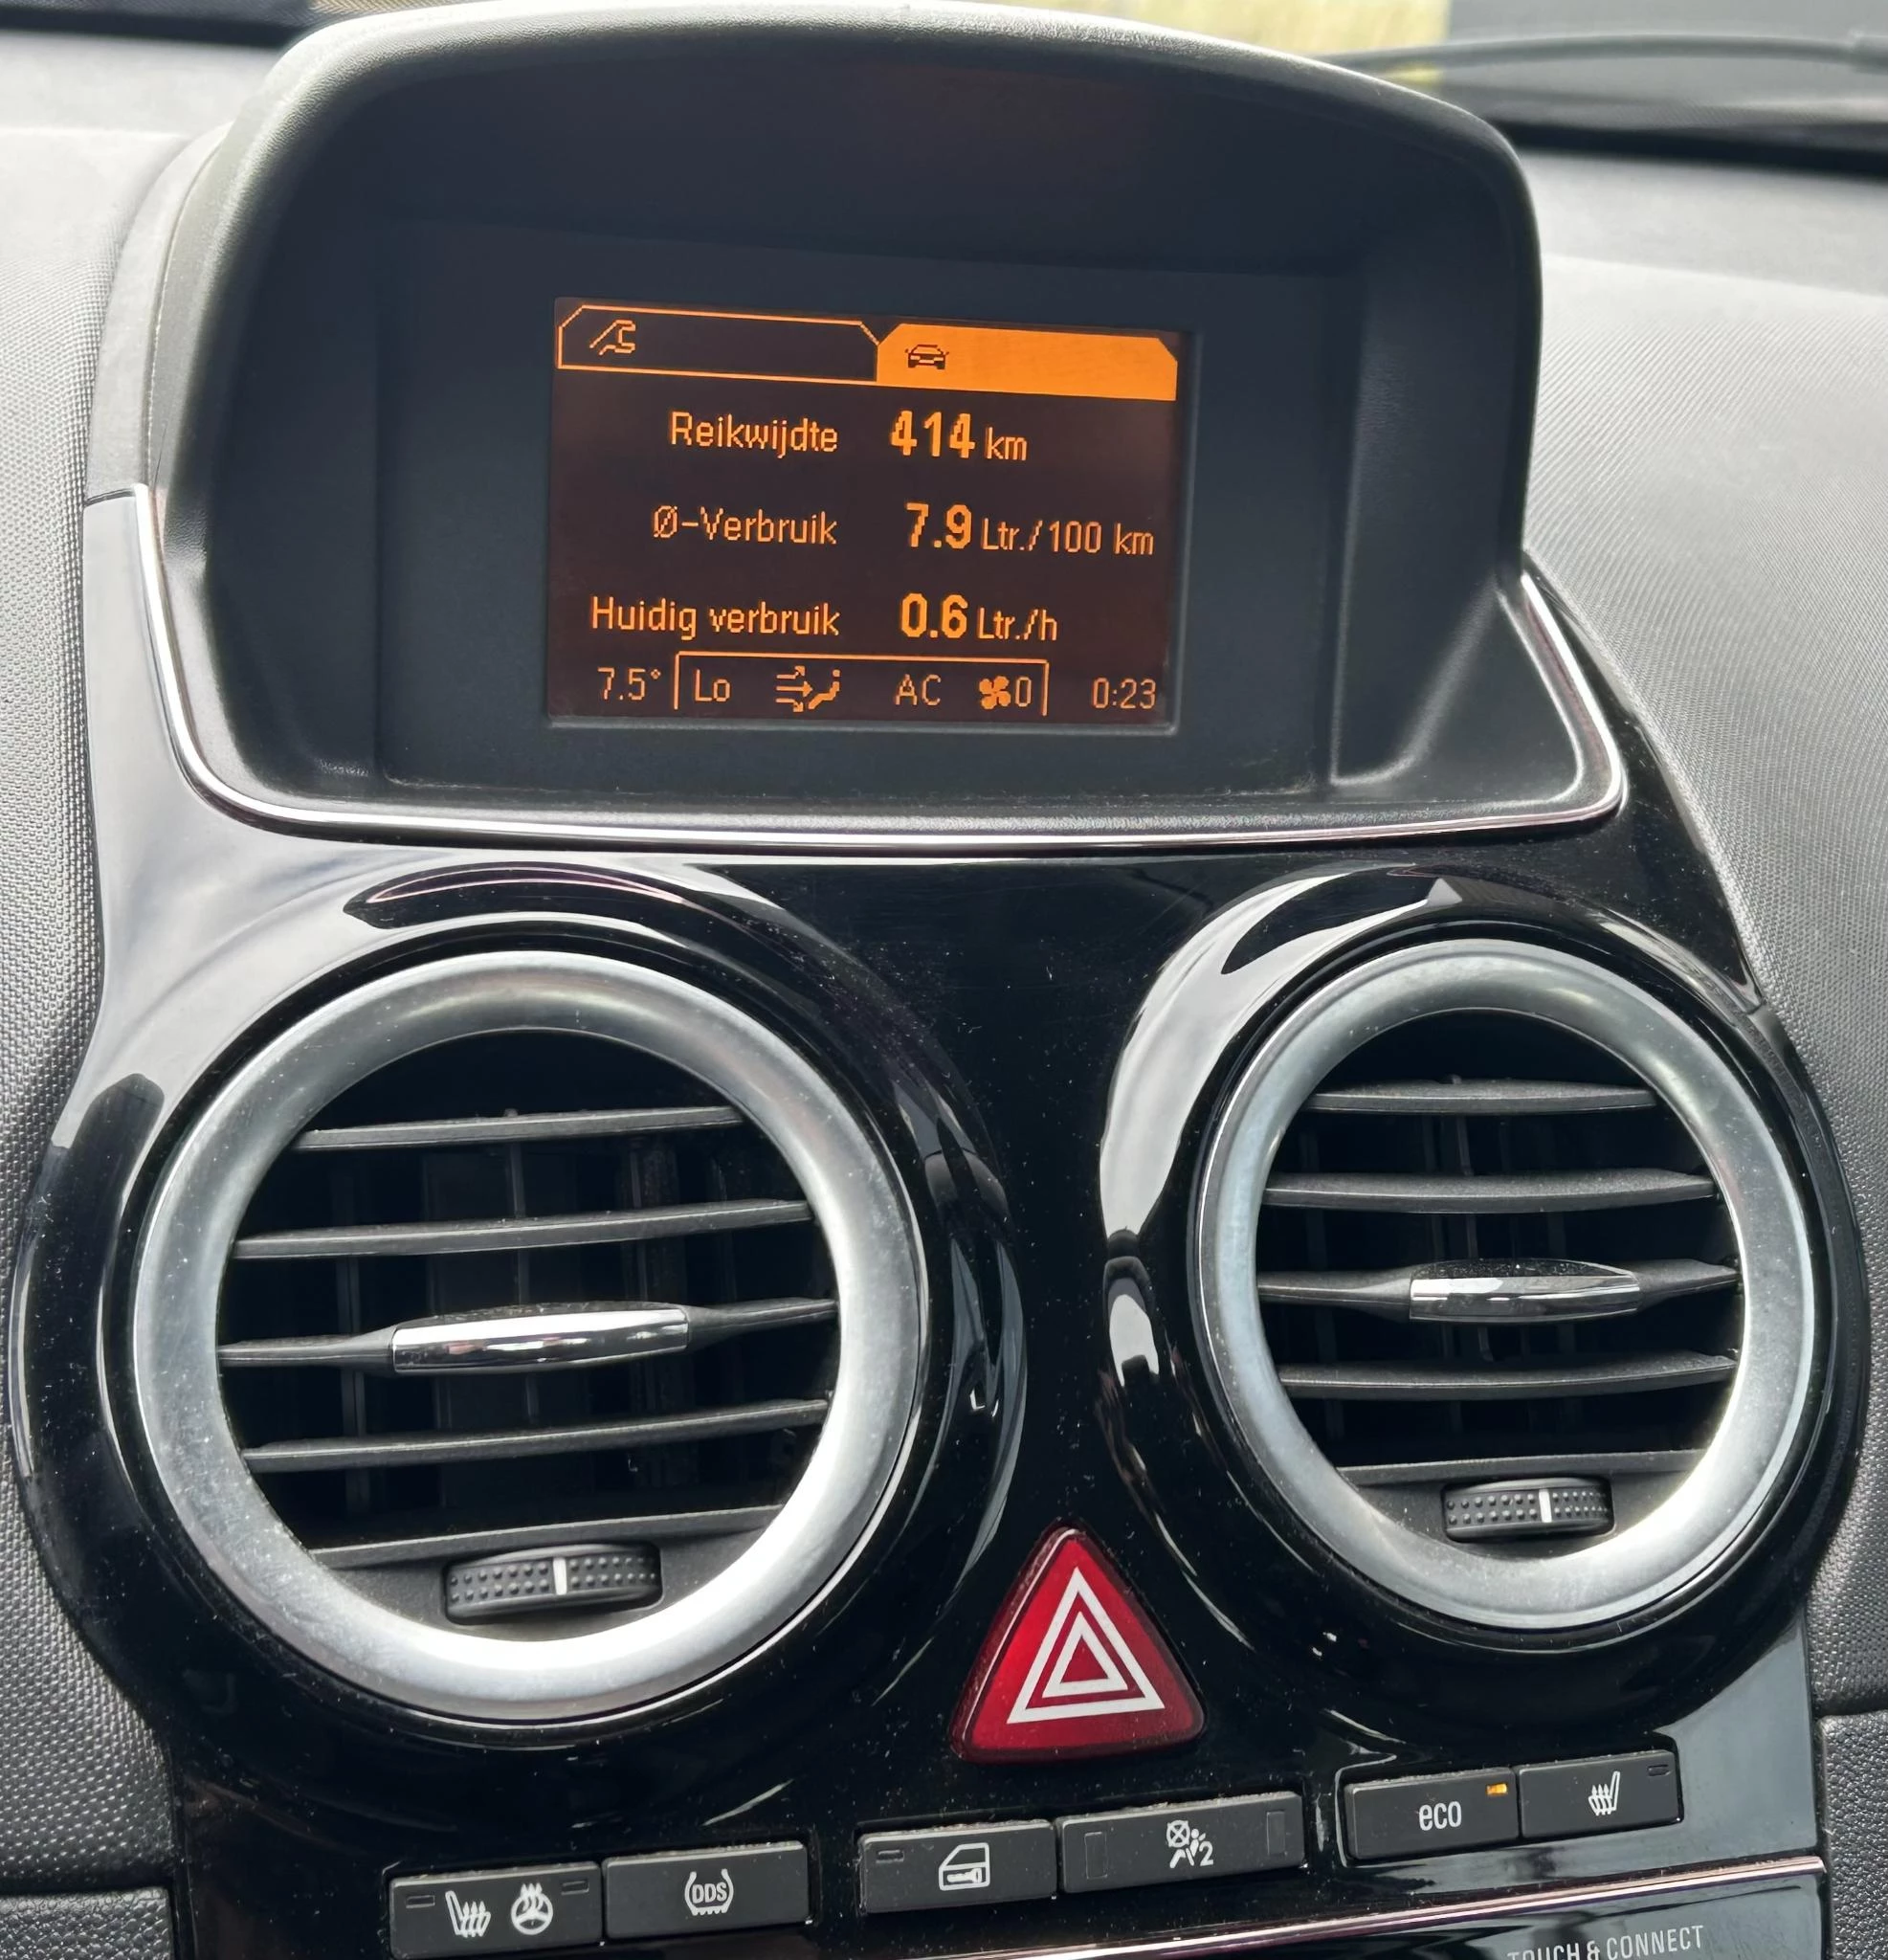 Reikwijdte 414 km
Ø-Verbruik 7.9 Ltr./100 km
Huidig verbruik 0.6 Ltr./h
7.5° Lo AC 0 0:23
eco
DDS
2
TOUCH & CONNECT